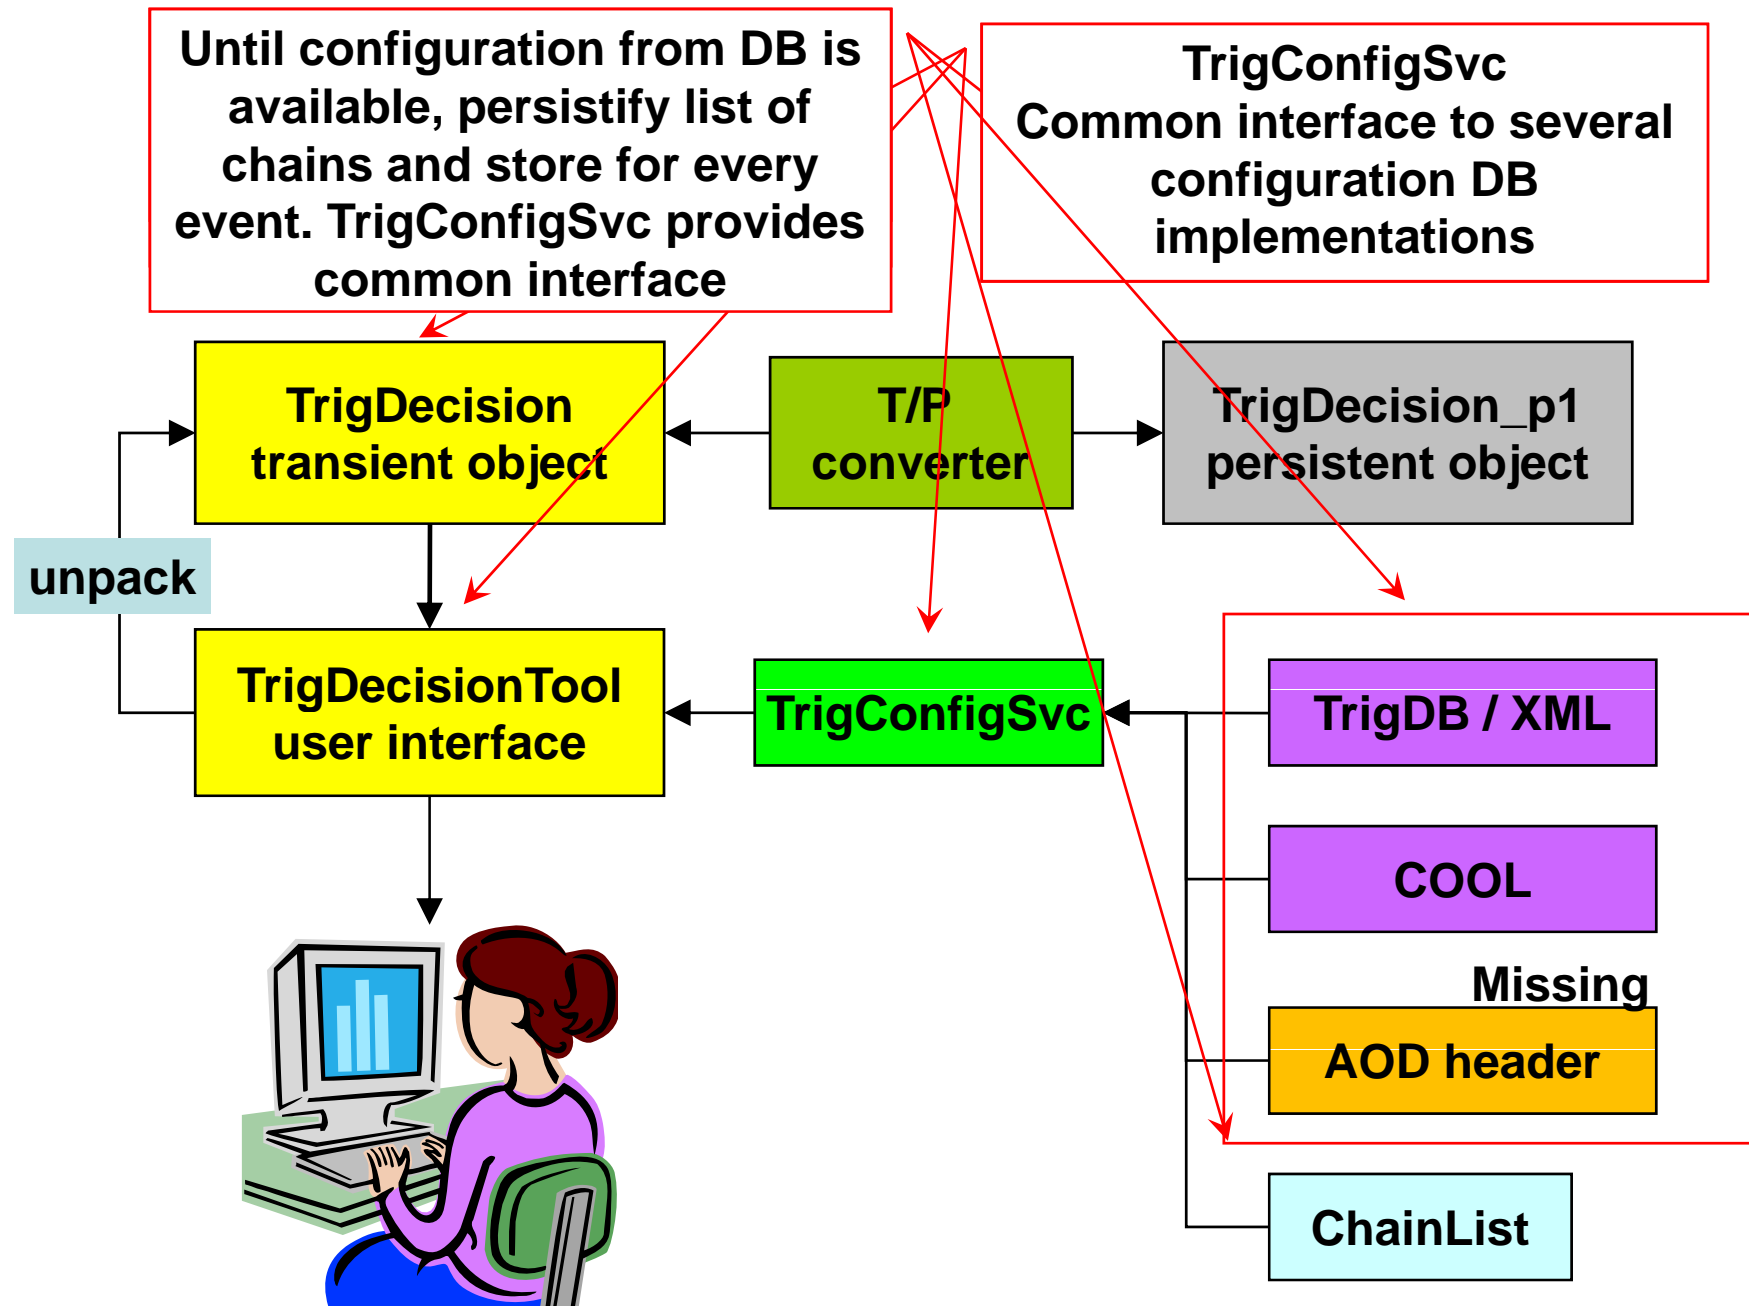 Until configuration from DB is
available, persistify list of
chains and store for every
event. TrigConfigSvc provides
common interface
TrigConfigSvc
Common interface to several
configuration DB
implementations
TrigDecision
transient object
T/P
converter
TrigDecision_p1
persistent object
unpack
TrigDecisionTool
user interface
TrigConfigSvc
TrigDB / XML
COOL
Missing
AOD header
ChainList